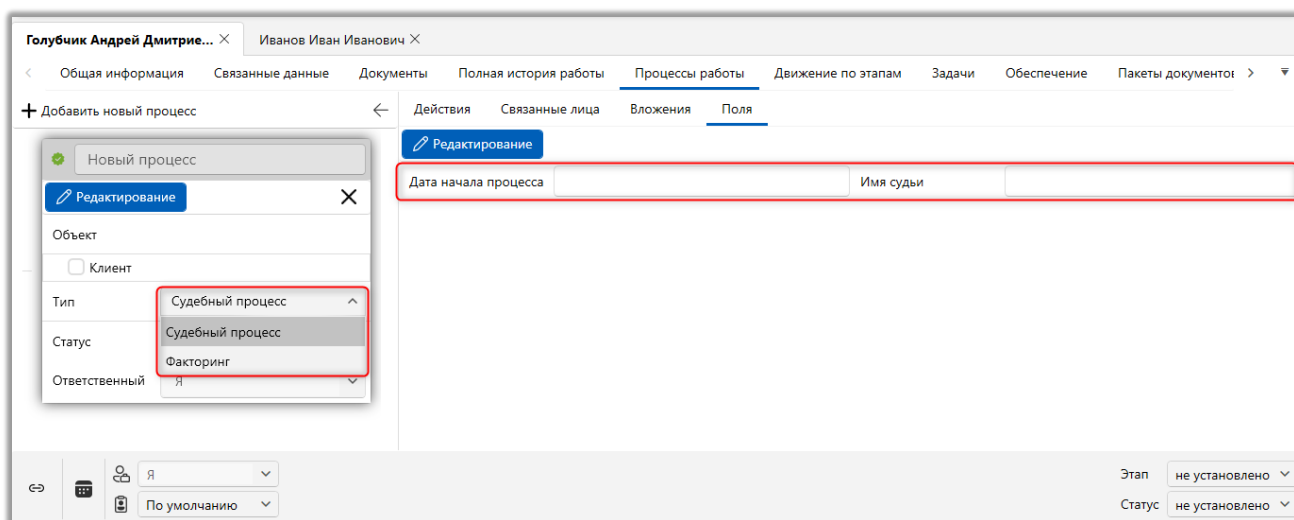 Голубчик Андрей Дмитрие... Иванов Иван Иванович
Общая информация Связанные данные Документы Полная история работы Процессы работы Движение по этапам Задачи Обеспечение Пакеты документов
Добавить новый процесс
Действия Связанные лица Вложения Поля
Новый процесс
Редактирование
Объект
Клиент
Тип Судебный процесс
Судебный процесс
Факторинг
Статус
Ответственный Я
Редактирование
Дата начала процесса Имя судьи
Я
По умолчанию
Этап не установлено
Статус не установлено